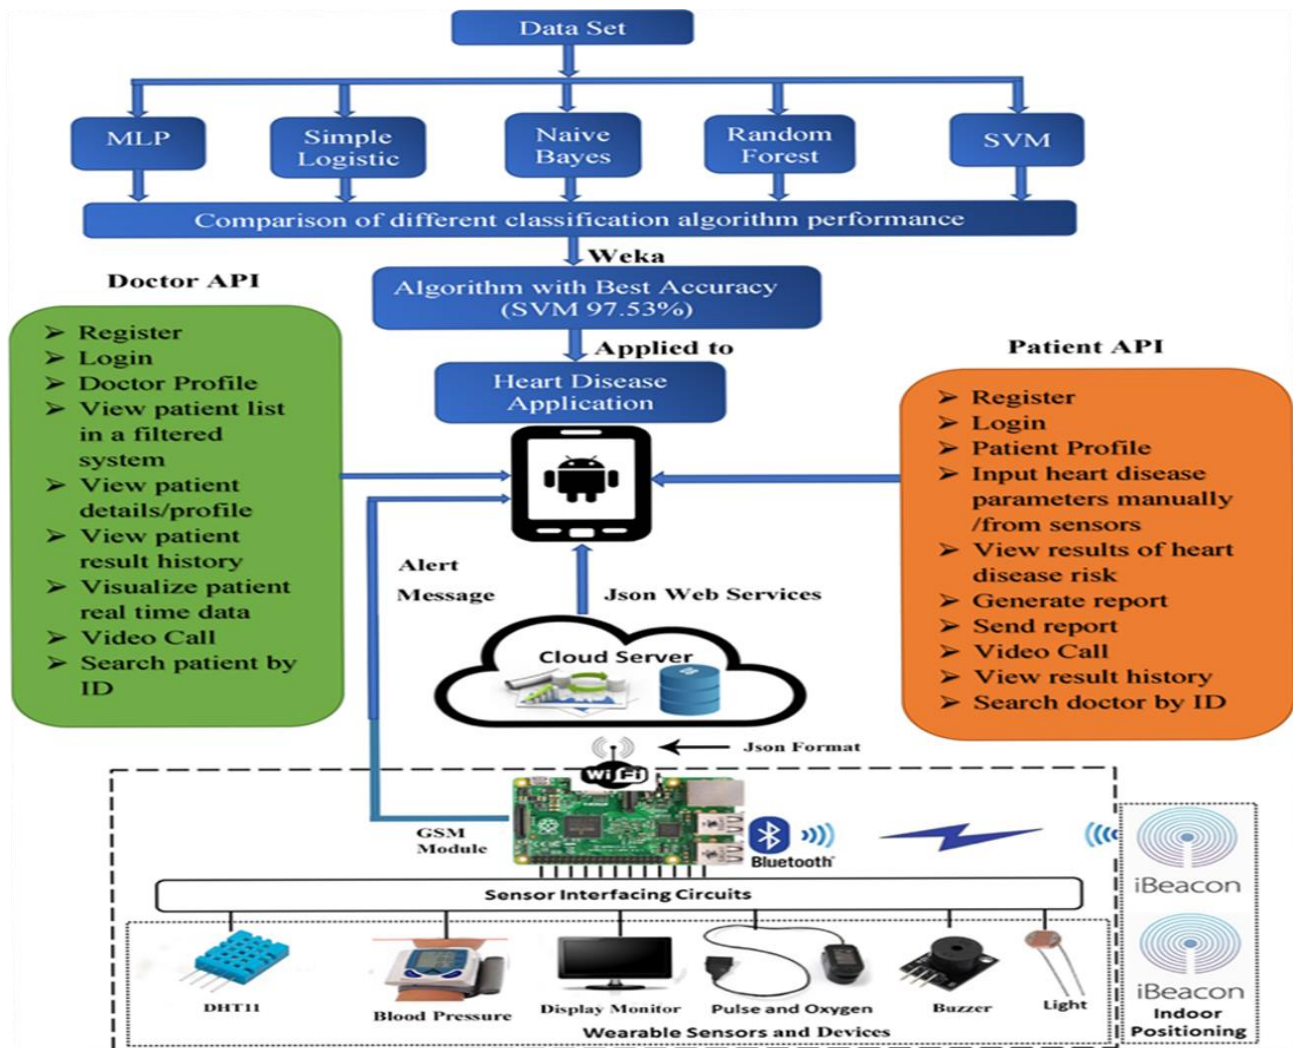 Data Set
MLP
Simple
Logistic
Naive
Bayes
Random
Forest
SVM
Comparison of different classification algorithm performance
Weka
Algorithm with Best Accuracy
(SVM 97.53%)
Applied to
Heart Disease
Application
Doctor API
➢ Register
➢ Login
➢ Doctor Profile
➢ View patient list
in a filtered
system
➢ View patient
details/profile
➢ View patient
result history
➢ Visualize patient
real time data
➢ Video Call
➢ Search patient by
ID
Patient API
➢ Register
➢ Login
➢ Patient Profile
➢ Input heart disease
parameters manually
/from sensors
➢ View results of heart
disease risk
➢ Generate report
➢ Send report
➢ Video Call
➢ View result history
➢ Search doctor by ID
Alert
Message
Json Web Services
Cloud Server
Json Format
WiFi
GSM
Module
Bluetooth
iBeacon
iBeacon
Indoor
Positioning
Sensor Interfacing Circuits
DHT11
Blood Pressure
Display Monitor
Pulse and Oxygen
Buzzer
Light
Wearable Sensors and Devices